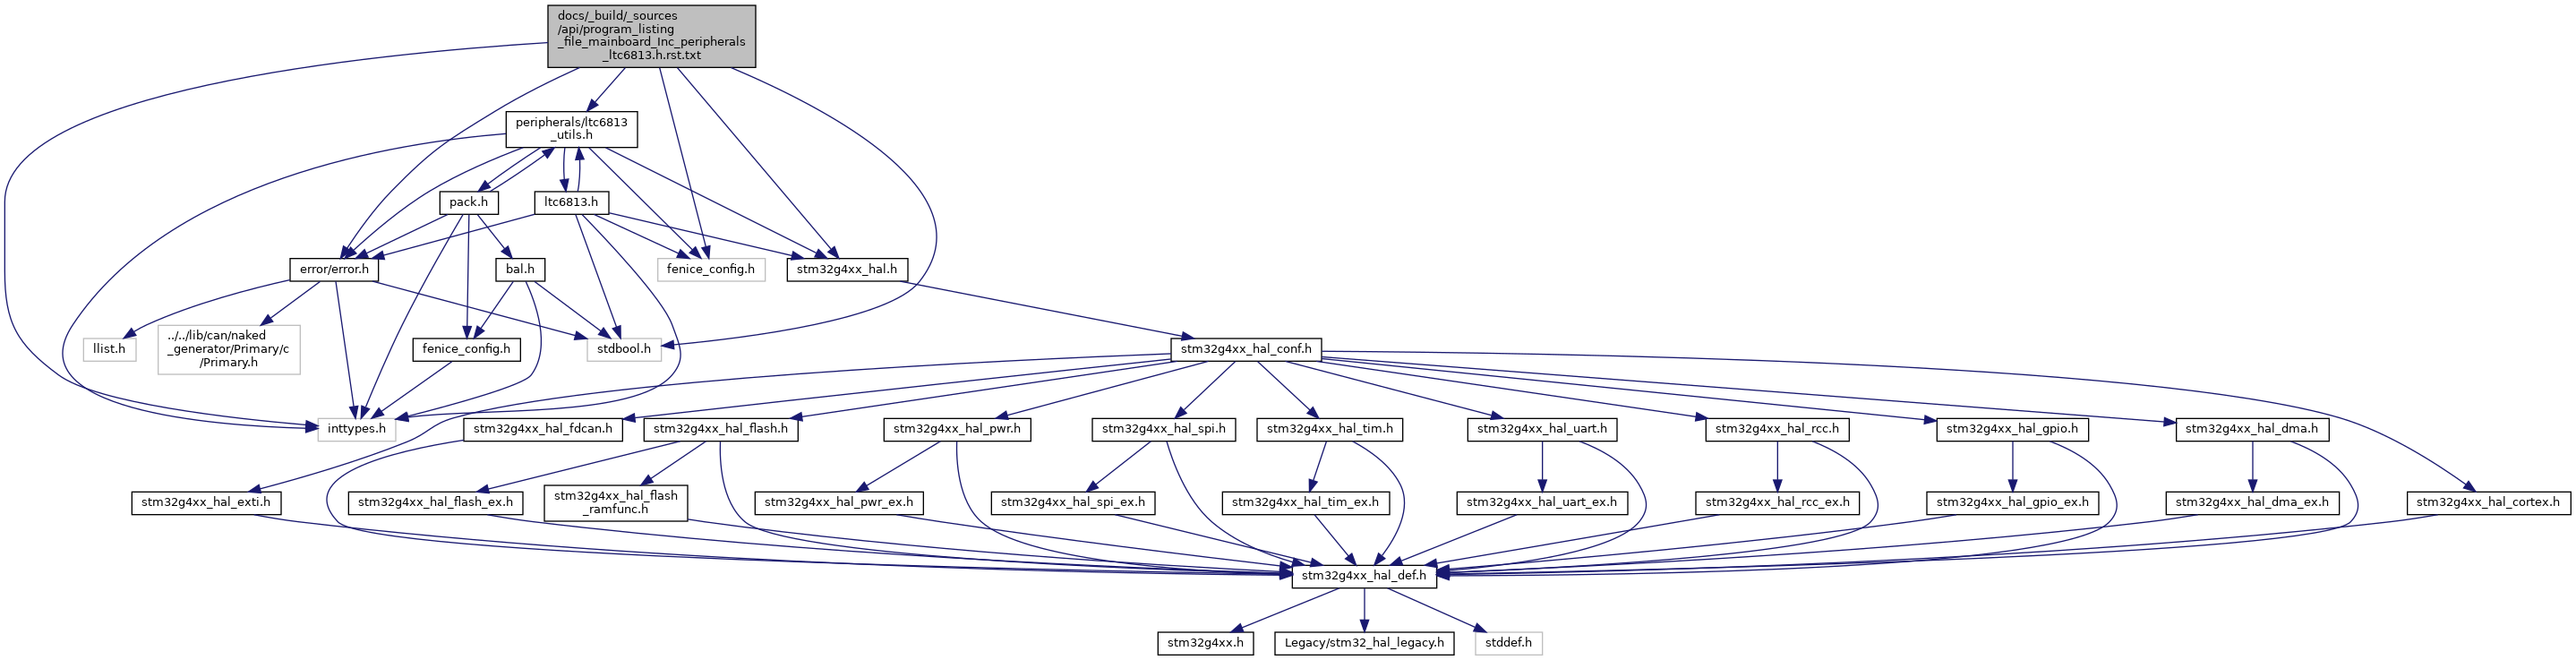 docs/_build/_sources
/api/program_listing
_file_mainboard_Inc_peripherals
_ltc6813.h.rst.txt
peripherals/ltc6813
_utils.h
pack.h
ltc6813.h
error/error.h
bal.h
fenice_config.h
stm32g4xx_hal.h
llist.h
../../lib/can/naked
_generator/Primary/c
/Primary.h
fenice_config.h
stdbool.h
stm32g4xx_hal_conf.h
inttypes.h
stm32g4xx_hal_fdcan.h
stm32g4xx_hal_flash.h
stm32g4xx_hal_pwr.h
stm32g4xx_hal_spi.h
stm32g4xx_hal_tim.h
stm32g4xx_hal_uart.h
stm32g4xx_hal_rcc.h
stm32g4xx_hal_gpio.h
stm32g4xx_hal_dma.h
stm32g4xx_hal_exti.h
stm32g4xx_hal_flash_ex.h
stm32g4xx_hal_flash
_ramfunc.h
stm32g4xx_hal_pwr_ex.h
stm32g4xx_hal_spi_ex.h
stm32g4xx_hal_tim_ex.h
stm32g4xx_hal_uart_ex.h
stm32g4xx_hal_rcc_ex.h
stm32g4xx_hal_gpio_ex.h
stm32g4xx_hal_dma_ex.h
stm32g4xx_hal_cortex.h
stm32g4xx_hal_def.h
stm32g4xx.h
Legacy/stm32_hal_legacy.h
stddef.h